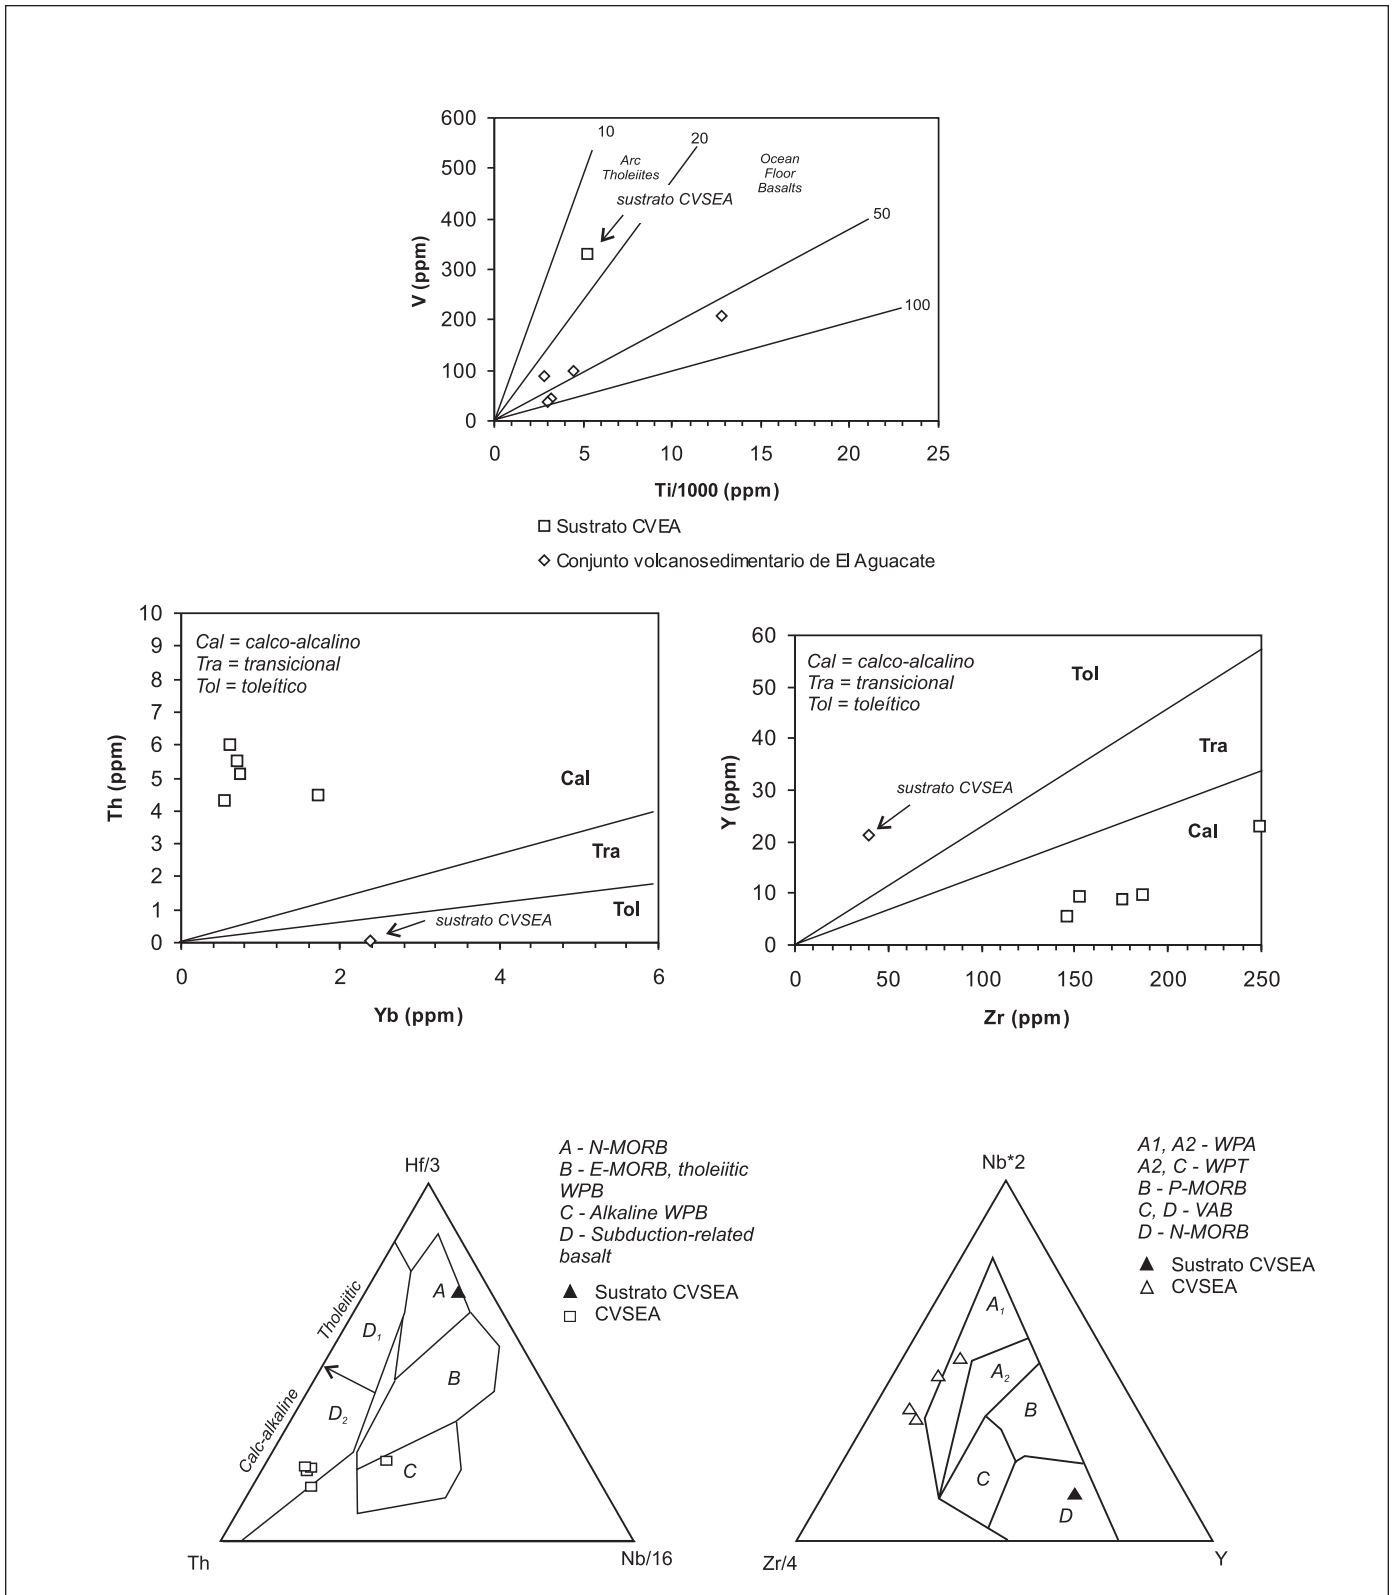 600
500
400
300
200
100
0
V (ppm)
10
20
50
100
Arc
Tholeiites
Ocean
Floor
Basalts
sustrato CVSEA
0 5 10 15 20 25
Ti/1000 (ppm)
Sustrato CVEA
Conjunto volcanosedimentario de El Aguacate
10
9
8
7
6
5
4
3
2
1
0
Th (ppm)
Cal = calco-alcalino
Tra = transicional
Tol = toleítico
Cal
Tra
Tol
sustrato CVSEA
0 2 4 6
Yb (ppm)
60
50
40
30
20
10
0
Y (ppm)
Cal = calco-alcalino
Tra = transicional
Tol = toleítico
Tol
Tra
Cal
sustrato CVSEA
0 50 100 150 200 250
Zr (ppm)
Hf/3
A - N-MORB
B - E-MORB, tholeiitic
WPB
C - Alkaline WPB
D - Subduction-related
basalt
Sustrato CVSEA
CVSEA
Tholeiitic
Calc-alkaline
A
D1
B
D2
C
Th
Nb/16
Nb*2
A1, A2 - WPA
A2, C - WPT
B - P-MORB
C, D - VAB
D - N-MORB
Sustrato CVSEA
CVSEA
A1
A2
B
C
D
Zr/4
Y